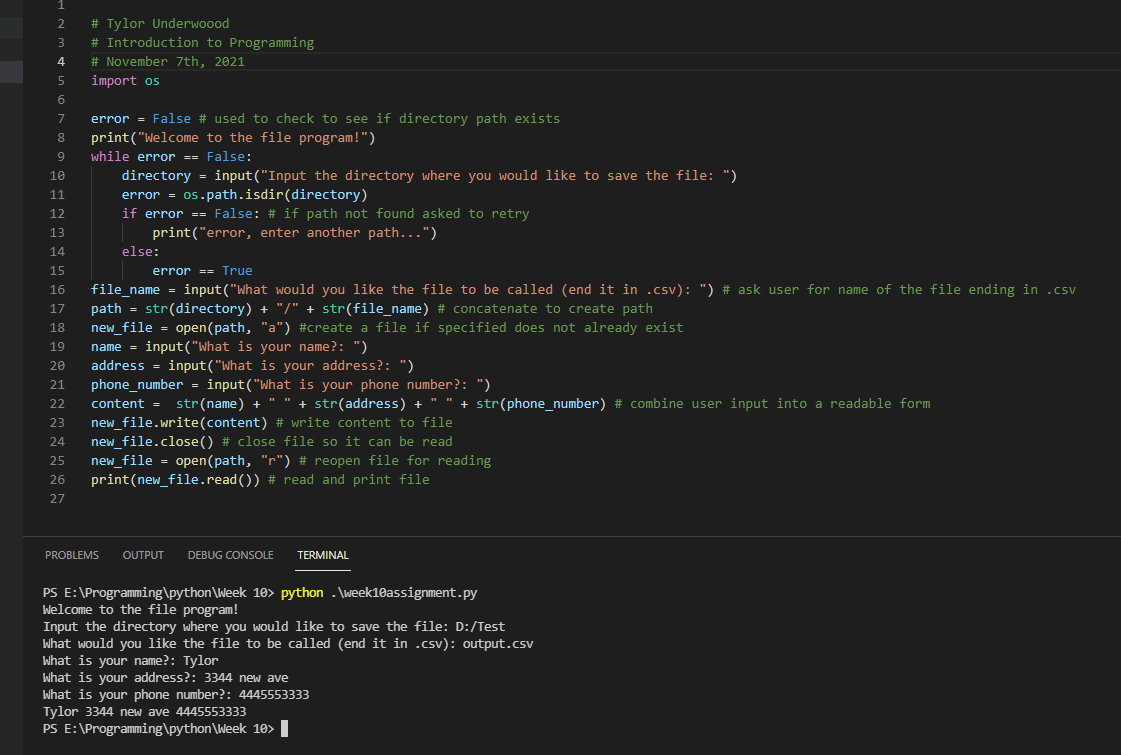 1
2 # Tylor Underwoood
3 # Introduction to Programming
4 # November 7th, 2021
5 import os
6
7 error = False # used to check to see if directory path exists
8 print("Welcome to the file program!")
9 while error == False:
10     directory = input("Input the directory where you would like to save the file: ")
11     error = os.path.isdir(directory)
12     if error == False: # if path not found asked to retry
13         print("error, enter another path...")
14     else:
15         error == True
16 file_name = input("What would you like the file to be called (end it in .csv): ") # ask user for name of the file ending in .csv
17 path = str(directory) + "/" + str(file_name) # concatenate to create path
18 new_file = open(path, "a") #create a file if specified does not already exist
19 name = input("What is your name?: ")
20 address = input("What is your address?: ")
21 phone_number = input("What is your phone number?: ")
22 content =  str(name) + " " + str(address) + " " + str(phone_number) # combine user input into a readable form
23 new_file.write(content) # write content to file
24 new_file.close() # close file so it can be read
25 new_file = open(path, "r") # reopen file for reading
26 print(new_file.read()) # read and print file
27
PROBLEMS OUTPUT DEBUG CONSOLE TERMINAL
PS E:\Programming\python\Week 10> python .\week10assignment.py
Welcome to the file program!
Input the directory where you would like to save the file: D:/Test
What would you like the file to be called (end it in .csv): output.csv
What is your name?: Tylor
What is your address?: 3344 new ave
What is your phone number?: 4445553333
Tylor 3344 new ave 4445553333
PS E:\Programming\python\Week 10>